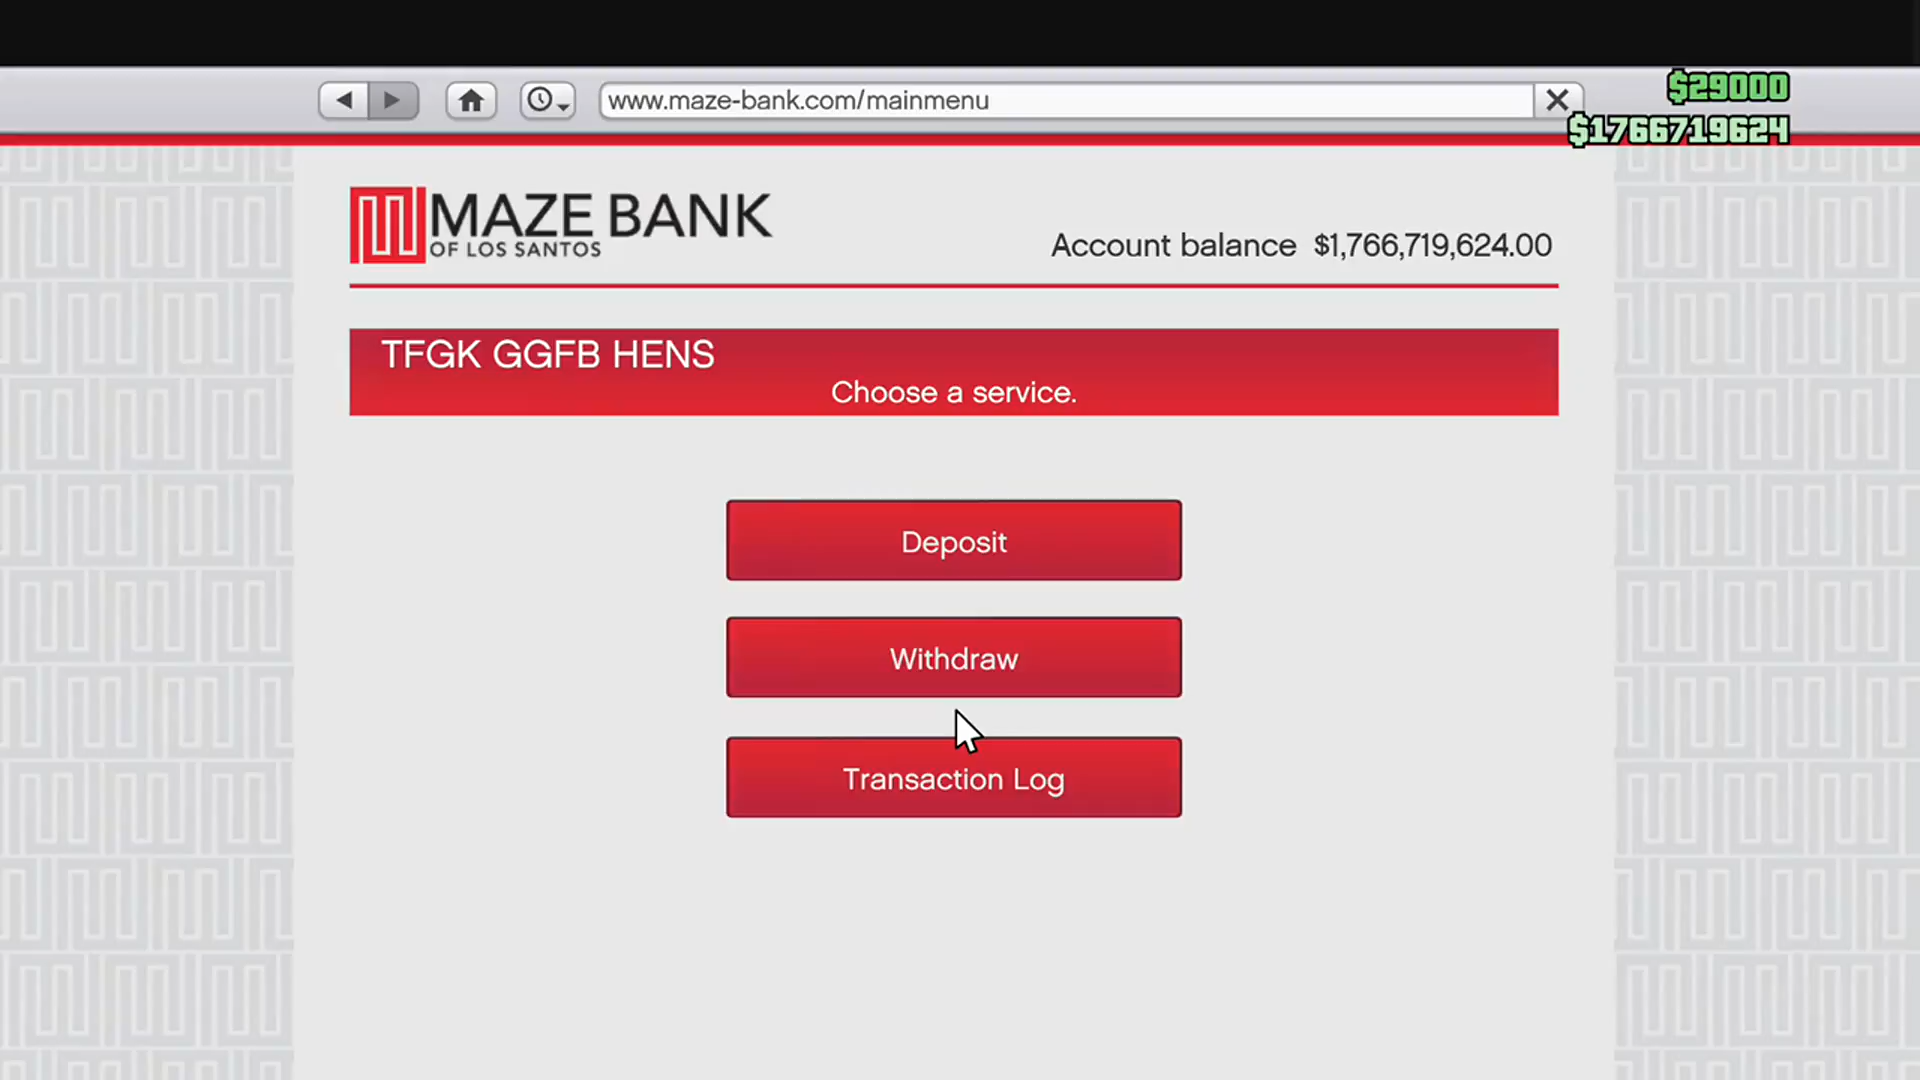 www.maze-bank.com/mainmenu
$29000
$1766719624
MAZE BANK
OF LOS SANTOS
Account balance $1,766,719,624.00
TFGK GGFB HENS
Choose a service.
Deposit
Withdraw
Transaction Log